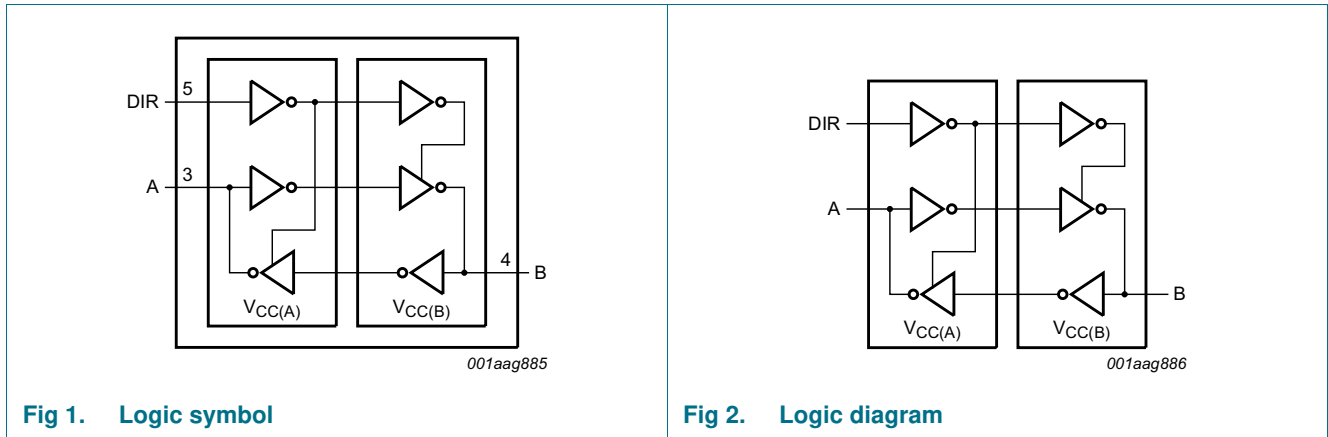 DIR
5
A
3
4
B
VCC(A)
VCC(B)
001aag885
Fig 1. Logic symbol
DIR
A
B
VCC(A)
VCC(B)
001aag886
Fig 2. Logic diagram